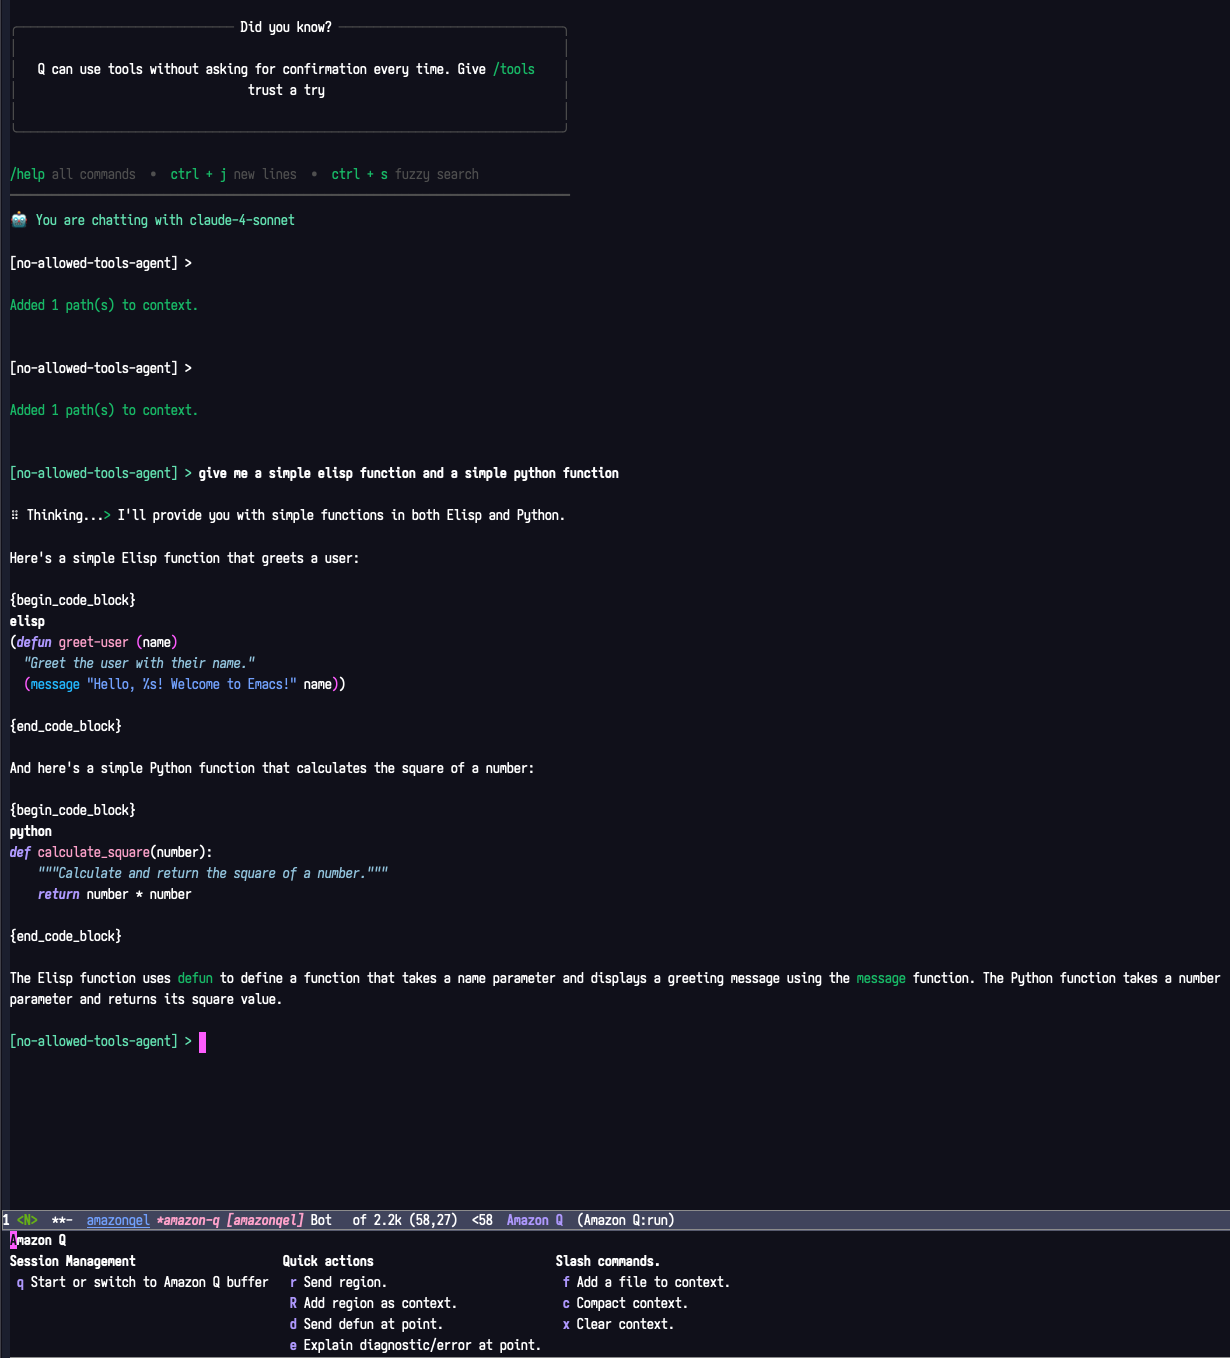 Did you know?
Q can use tools without asking for confirmation every time. Give /tools
trust a try
/help all commands • ctrl + j new lines • ctrl + s fuzzy search
You are chatting with claude-4-sonnet
[no-allowed-tools-agent] >
Added 1 path(s) to context.
[no-allowed-tools-agent] >
Added 1 path(s) to context.
[no-allowed-tools-agent] > give me a simple elisp function and a simple python function
⠿ Thinking...> I'll provide you with simple functions in both Elisp and Python.
Here's a simple Elisp function that greets a user:
{begin_code_block}
elisp
(defun greet-user (name)
  "Greet the user with their name."
  (message "Hello, %s! Welcome to Emacs!" name))
{end_code_block}
And here's a simple Python function that calculates the square of a number:
{begin_code_block}
python
def calculate_square(number):
    """Calculate and return the square of a number."""
    return number * number
{end_code_block}
The Elisp function uses defun to define a function that takes a name parameter and displays a greeting message using the message function. The Python function takes a number
parameter and returns its square value.
[no-allowed-tools-agent] >
1 <N> **- amazonqel *amazon-q [amazonqel] Bot of 2.2k (58,27) <58 Amazon Q (Amazon Q:run)
Amazon Q
Session Management Quick actions Slash commands.
q Start or switch to Amazon Q buffer r Send region. f Add a file to context.
R Add region as context. c Compact context.
d Send defun at point. x Clear context.
e Explain diagnostic/error at point.